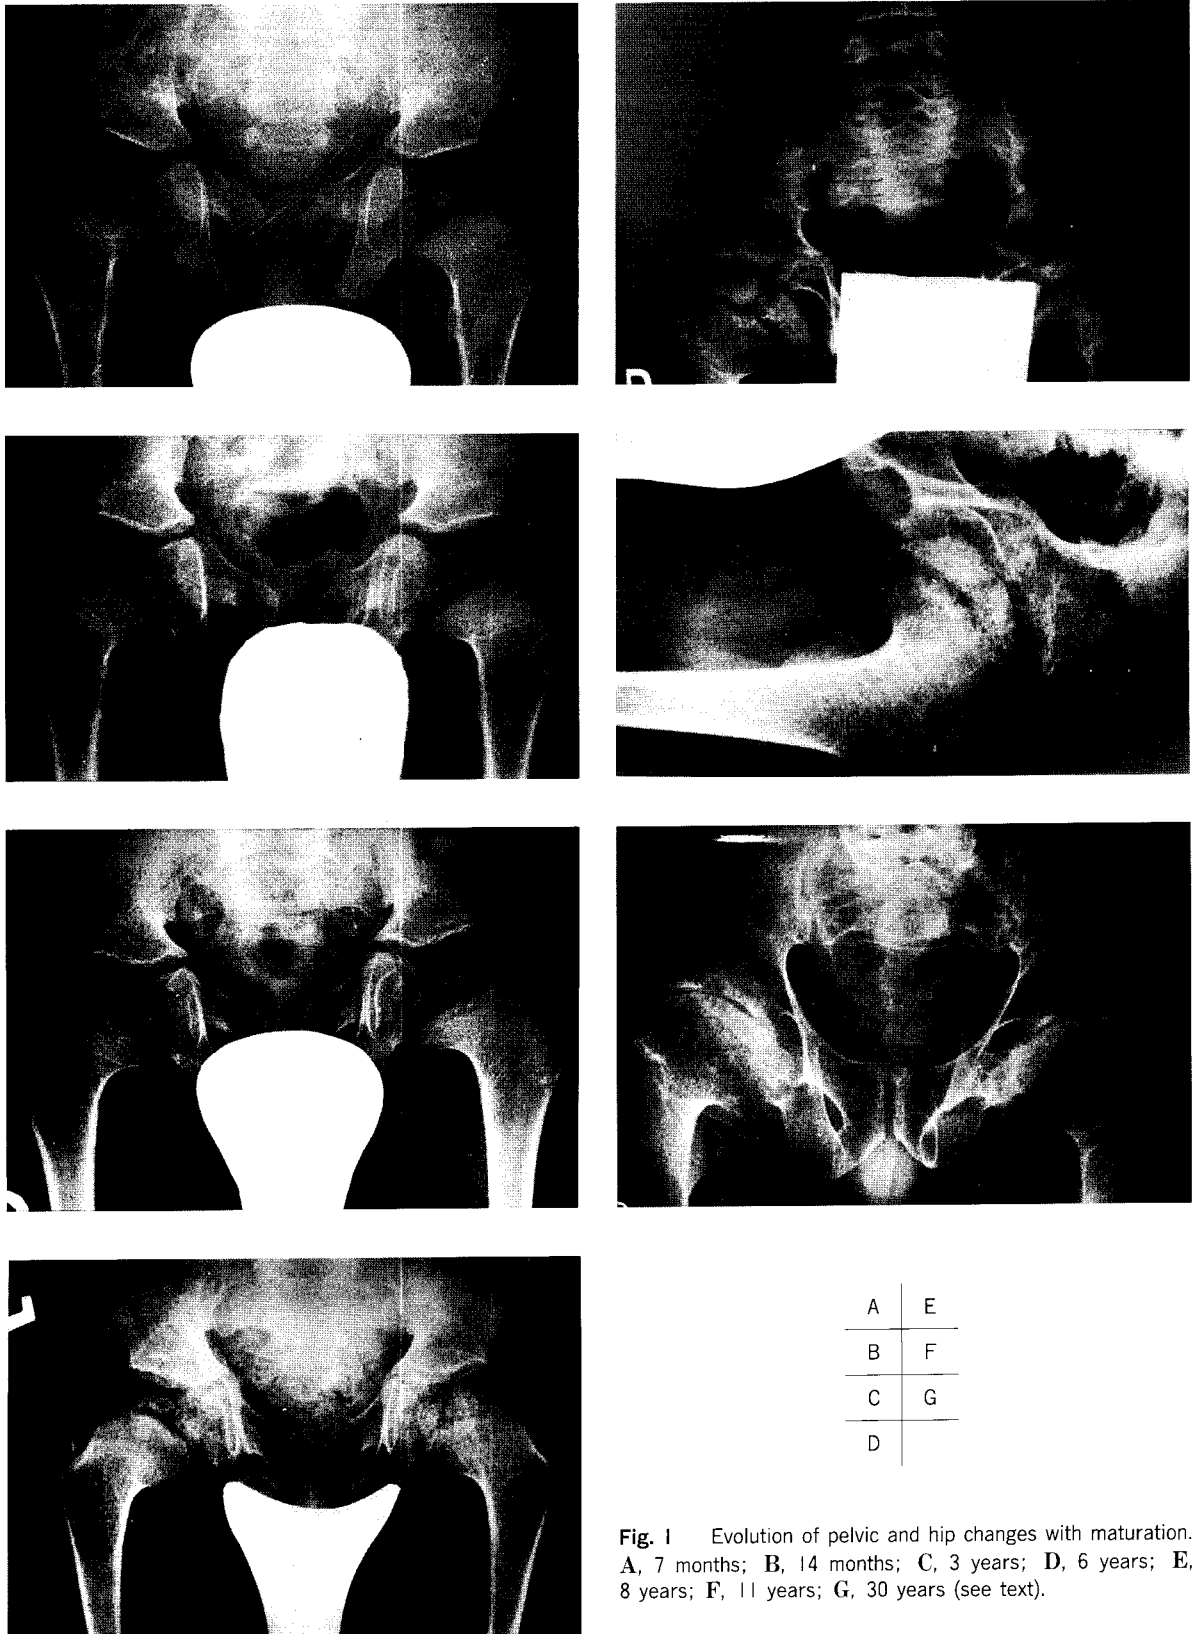 A E
B F
C G
D
Fig. 1 Evolution of pelvic and hip changes with maturation.
A, 7 months; B, 14 months; C, 3 years; D, 6 years; E,
8 years; F, 11 years; G, 30 years (see text).